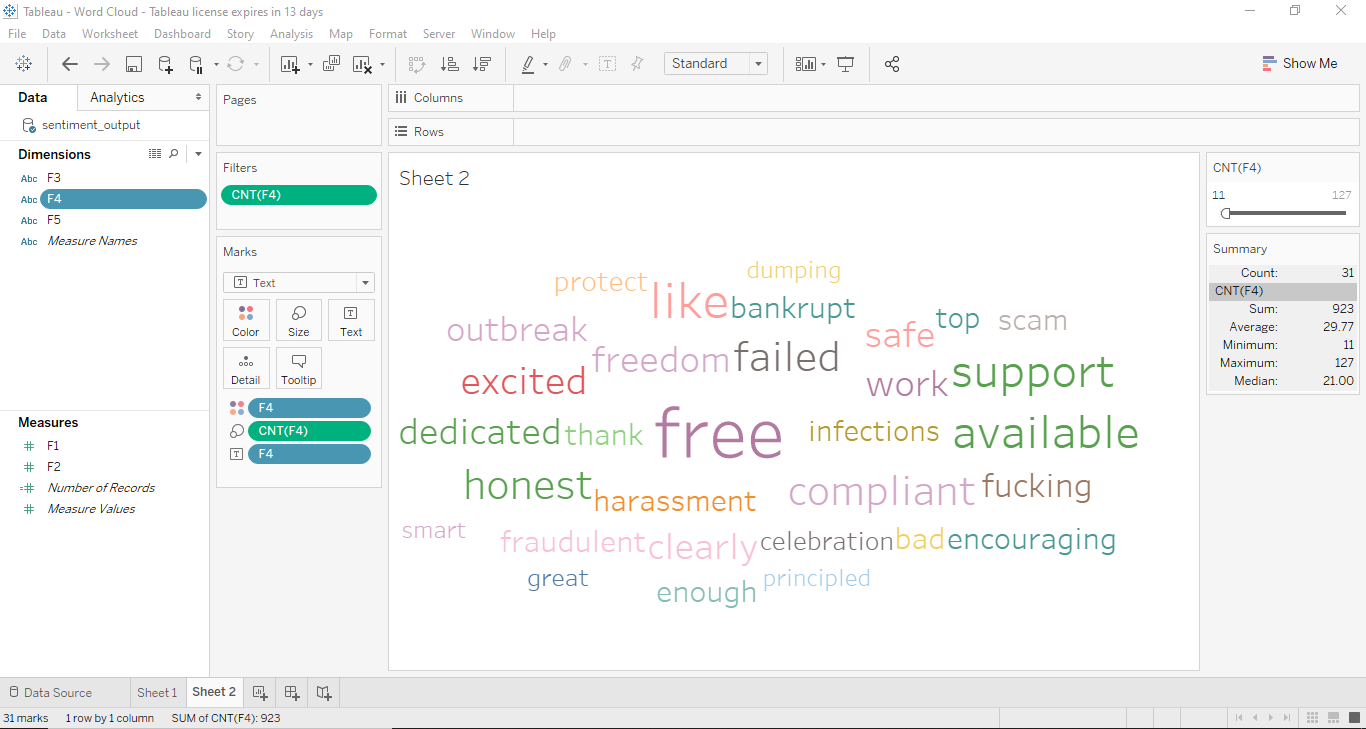 Tableau - Word Cloud - Tableau license expires in 13 days
File Data Worksheet Dashboard Story Analysis Map Format Server Window Help
Standard
Show Me
Data
Analytics
sentiment_output
Dimensions
Abc F3
Abc F4
Abc F5
Abc Measure Names
Measures
# F1
# F2
=# Number of Records
# Measure Values
Pages
Filters
CNT(F4)
Marks
T Text
Color Size T Text
Detail Tooltip
F4
CNT(F4)
T F4
Columns
Rows
Sheet 2
dumping
protect
like bankrupt
outbreak safe top scam
freedom failed
excited work support
dedicated thank free infections available
honest harassment compliant fucking
smart fraudulent clearly celebration bad encouraging
great enough principled
CNT(F4)
11 127
Summary
Count: 31
CNT(F4)
Sum: 923
Average: 29.77
Minimum: 11
Maximum: 127
Median: 21.00
Data Source Sheet 1 Sheet 2
31 marks 1 row by 1 column SUM of CNT(F4): 923